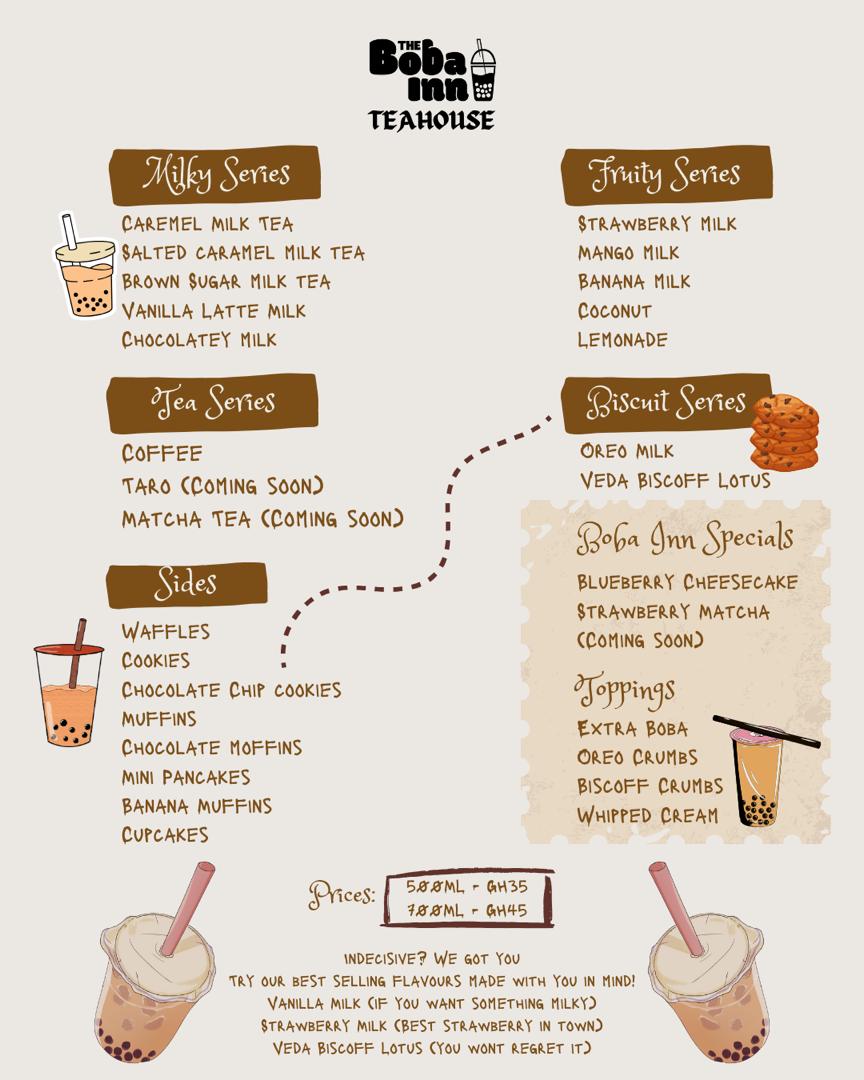 THE
Boba
Inn
TEAHOUSE
Milky Series
CAREMEL MILK TEA
SALTED CARAMEL MILK TEA
BROWN SUGAR MILK TEA
VANILLA LATTE MILK
CHOCOLATEY MILK
Tea Series
COFFEE
TARO (COMING SOON)
MATCHA TEA (COMING SOON)
Sides
WAFFLES
COOKIES
CHOCOLATE CHIP COOKIES
MUFFINS
CHOCOLATE MOFFINS
MINI PANCAKES
BANANA MUFFINS
CUPCAKES
Fruity Series
STRAWBERRY MILK
MANGO MILK
BANANA MILK
COCONUT
LEMONADE
Biscuit Series
OREO MILK
VEDA BISCOFF LOTUS
Boba Inn Specials
BLUEBERRY CHEESECAKE
STRAWBERRY MATCHA
(COMING SOON)
Toppings
EXTRA BOBA
OREO CRUMBS
BISCOFF CRUMBS
WHIPPED CREAM
Prices:
500ML - GH35
700ML - GH45
INDECISIVE? WE GOT YOU
TRY OUR BEST SELLING FLAVOURS MADE WITH YOU IN MIND!
VANILLA MILK (IF YOU WANT SOMETHING MILKY)
STRAWBERRY MILK (BEST STRAWBERRY IN TOWN)
VEDA BISCOFF LOTUS (YOU WONT REGRET IT)